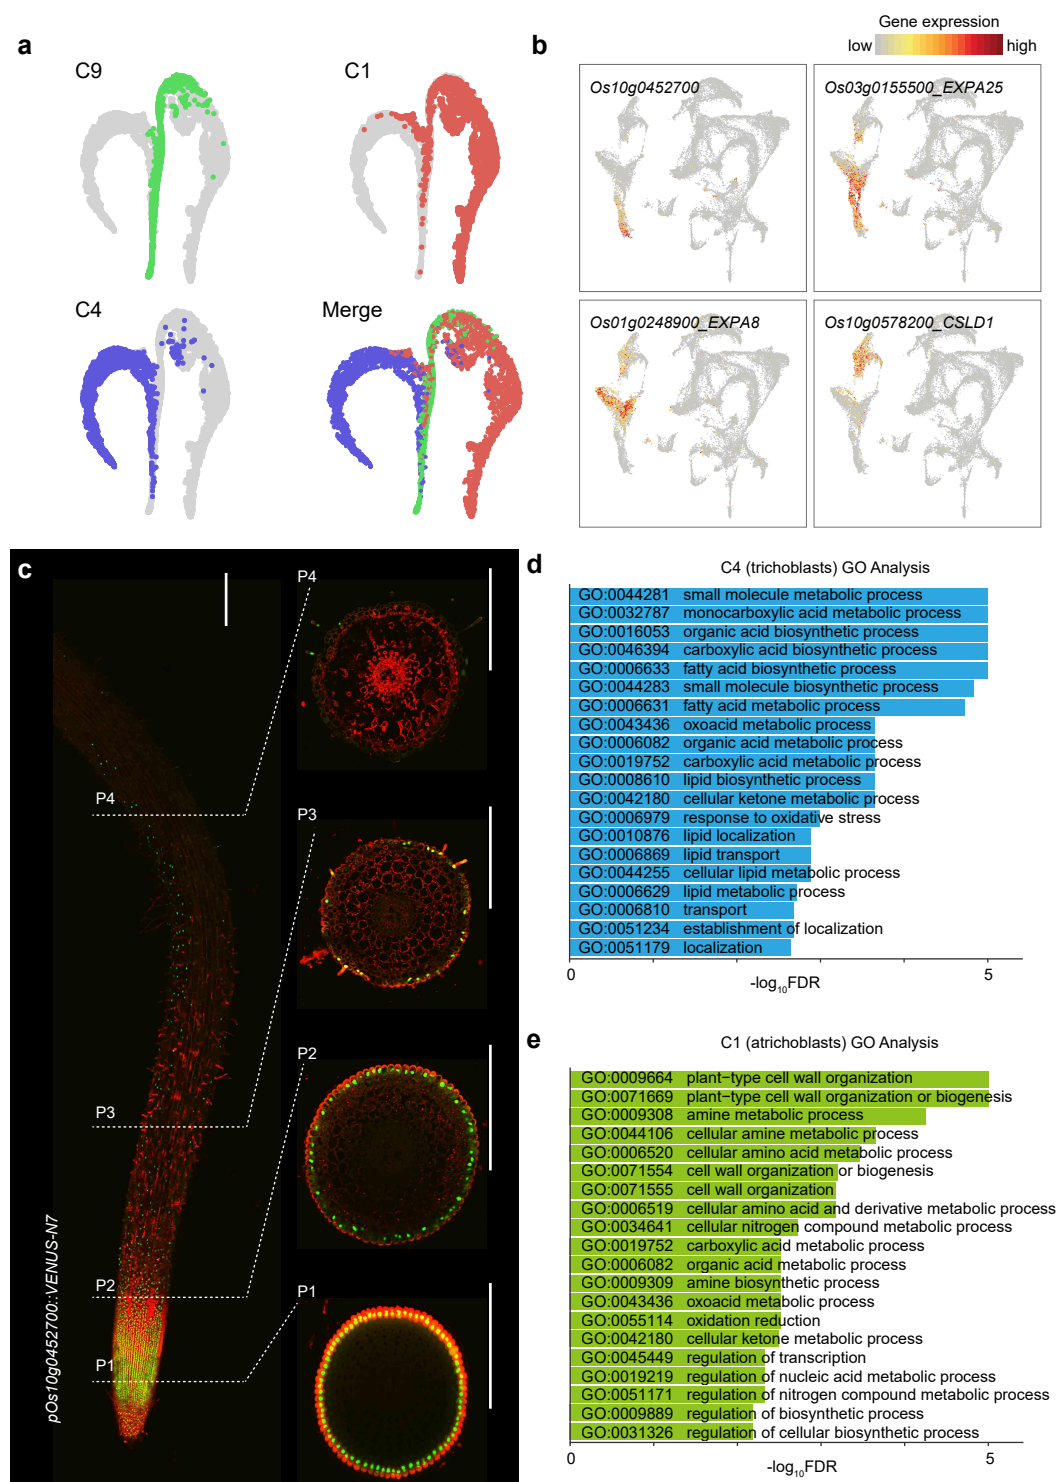 a
C9
C1
C4
Merge
b
Gene expression
low
high
Os10g0452700
Os03g0155500_EXPA25
Os01g0248900_EXPA8
Os10g0578200_CSLD1
c
P4
P3
P2
P1
pOs10g0452700::VENUS-N7
P4
P3
P2
P1
d
C4 (trichoblasts) GO Analysis
GO:0044281 small molecule metabolic process
GO:0032787 monocarboxylic acid metabolic process
GO:0016053 organic acid biosynthetic process
GO:0046394 carboxylic acid biosynthetic process
GO:0006633 fatty acid biosynthetic process
GO:0044283 small molecule biosynthetic process
GO:0006631 fatty acid metabolic process
GO:0043436 oxoacid metabolic process
GO:0006082 organic acid metabolic process
GO:0019752 carboxylic acid metabolic process
GO:0008610 lipid biosynthetic process
GO:0042180 cellular ketone metabolic process
GO:0006979 response to oxidative stress
GO:0010876 lipid localization
GO:0006869 lipid transport
GO:0044255 cellular lipid metabolic process
GO:0006629 lipid metabolic process
GO:0006810 transport
GO:0051234 establishment of localization
GO:0051179 localization
0 5
-log₁₀FDR
e
C1 (atrichoblasts) GO Analysis
GO:0009664 plant−type cell wall organization
GO:0071669 plant−type cell wall organization or biogenesis
GO:0009308 amine metabolic process
GO:0044106 cellular amine metabolic process
GO:0006520 cellular amino acid metabolic process
GO:0071554 cell wall organization or biogenesis
GO:0071555 cell wall organization
GO:0006519 cellular amino acid and derivative metabolic process
GO:0034641 cellular nitrogen compound metabolic process
GO:0019752 carboxylic acid metabolic process
GO:0006082 organic acid metabolic process
GO:0009309 amine biosynthetic process
GO:0043436 oxoacid metabolic process
GO:0055114 oxidation reduction
GO:0042180 cellular ketone metabolic process
GO:0045449 regulation of transcription
GO:0019219 regulation of nucleic acid metabolic process
GO:0051171 regulation of nitrogen compound metabolic process
GO:0009889 regulation of biosynthetic process
GO:0031326 regulation of cellular biosynthetic process
0 5
-log₁₀FDR